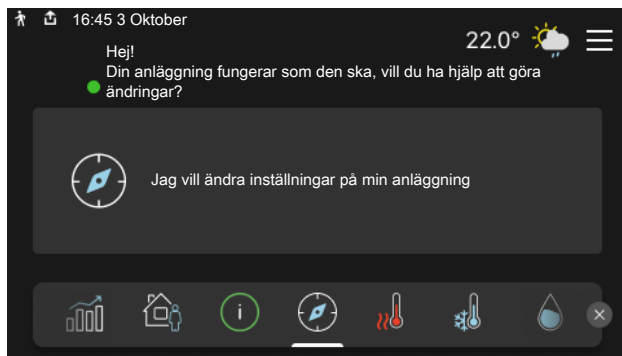 16:45 3 Oktober
22.0°
Hej!
Din anläggning fungerar som den ska, vill du ha hjälp att göra
ändringar?
Jag vill ändra inställningar på min anläggning
i